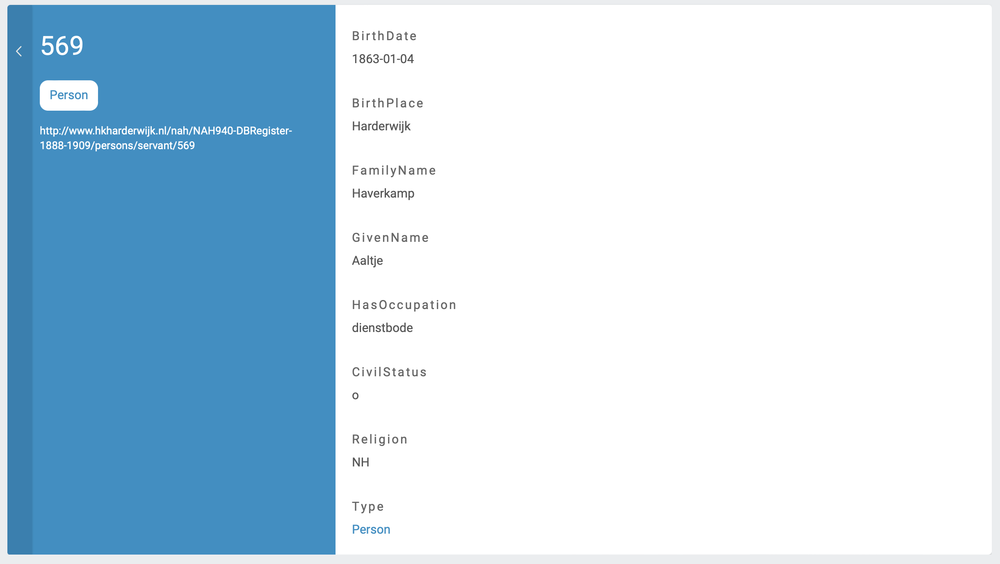 569
Person
http://www.hkharderwijk.nl/nah/NAH940-DBRegister-
1888-1909/persons/servant/569
BirthDate
1863-01-04
BirthPlace
Harderwijk
FamilyName
Haverkamp
GivenName
Aaltje
HasOccupation
dienstbode
CivilStatus
o
Religion
NH
Type
Person